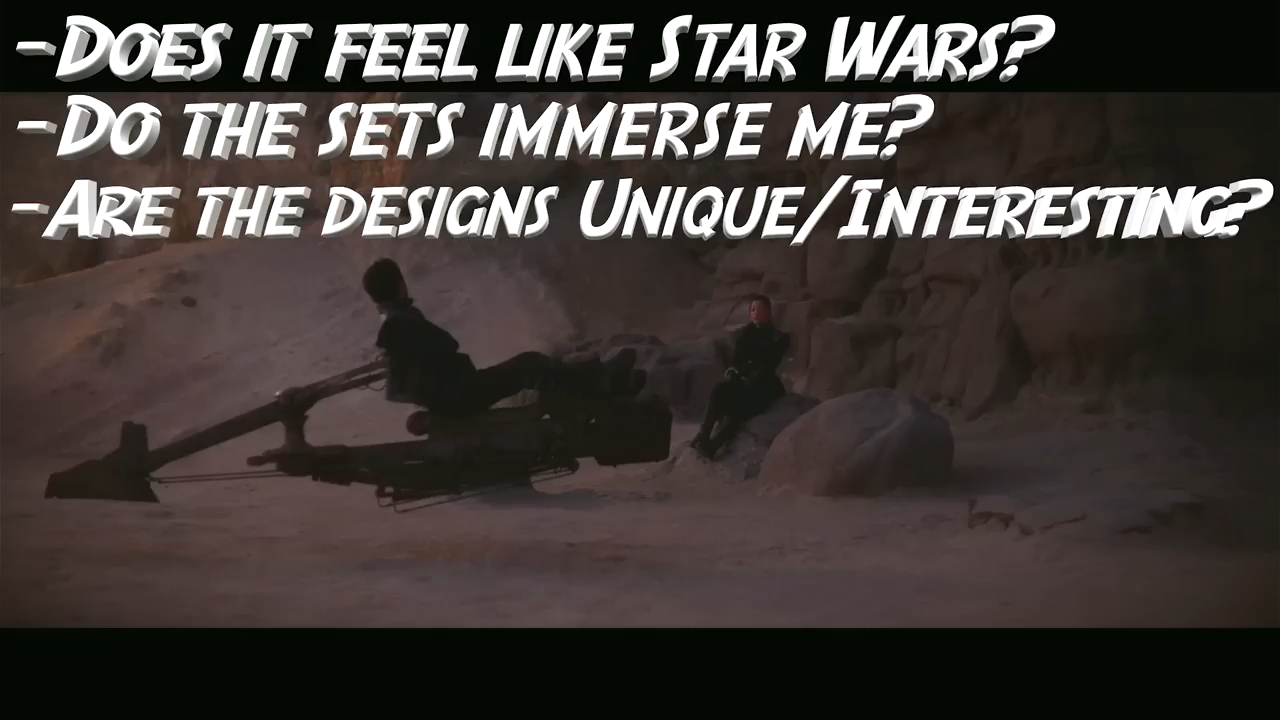 -Does it feel like Star Wars?
-Do the sets immerse me?
-Are the designs Unique/Interesting?